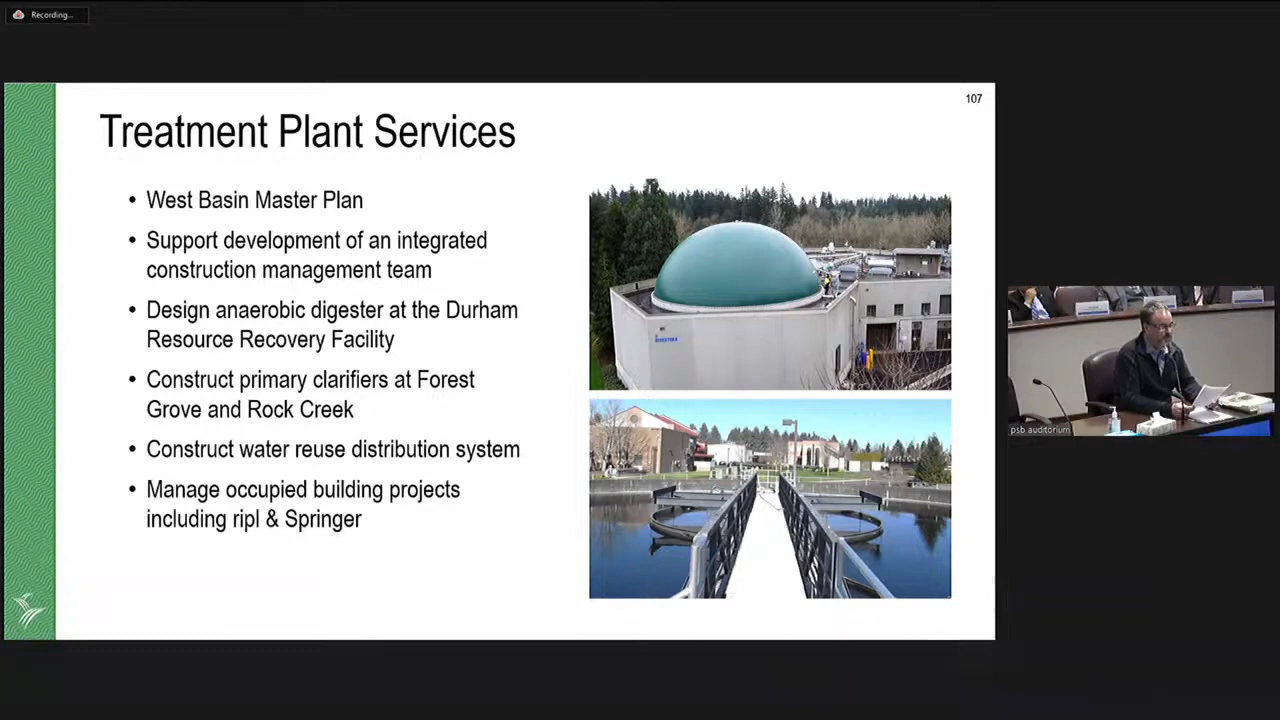 Recording...
107
Treatment Plant Services
• West Basin Master Plan
• Support development of an integrated
construction management team
• Design anaerobic digester at the Durham
Resource Recovery Facility
• Construct primary clarifiers at Forest
Grove and Rock Creek
• Construct water reuse distribution system
• Manage occupied building projects
including ripl & Springer
psb auditorium